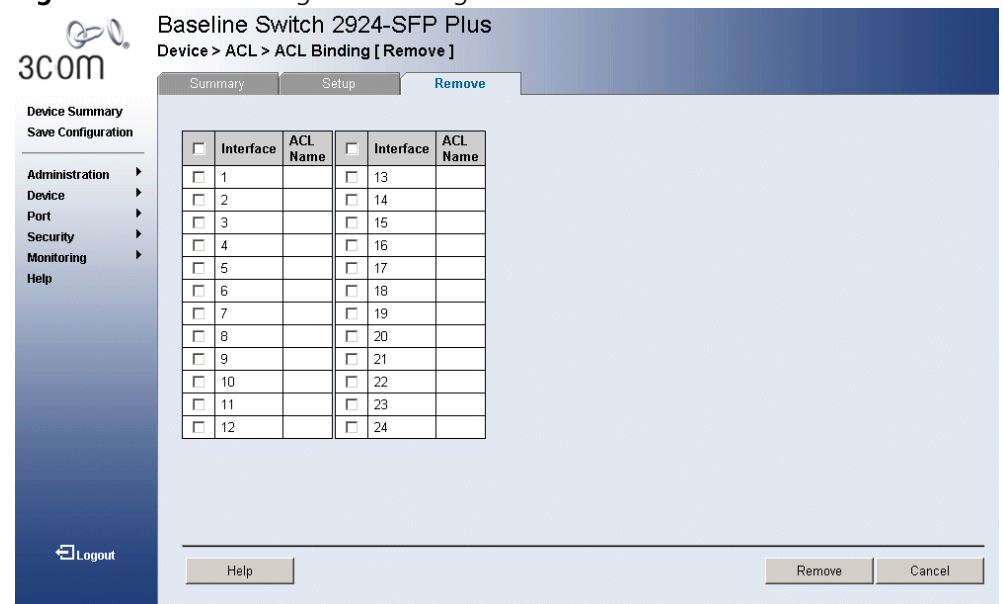 Baseline Switch 2924-SFP Plus
Device > ACL > ACL Binding [ Remove ]
3COM
Summary Setup Remove
Device Summary
Save Configuration
Administration
Device
Port
Security
Monitoring
Help
Interface ACL Name Interface ACL Name
1 13
2 14
3 15
4 16
5 17
6 18
7 19
8 20
9 21
10 22
11 23
12 24
Logout
Help Remove Cancel